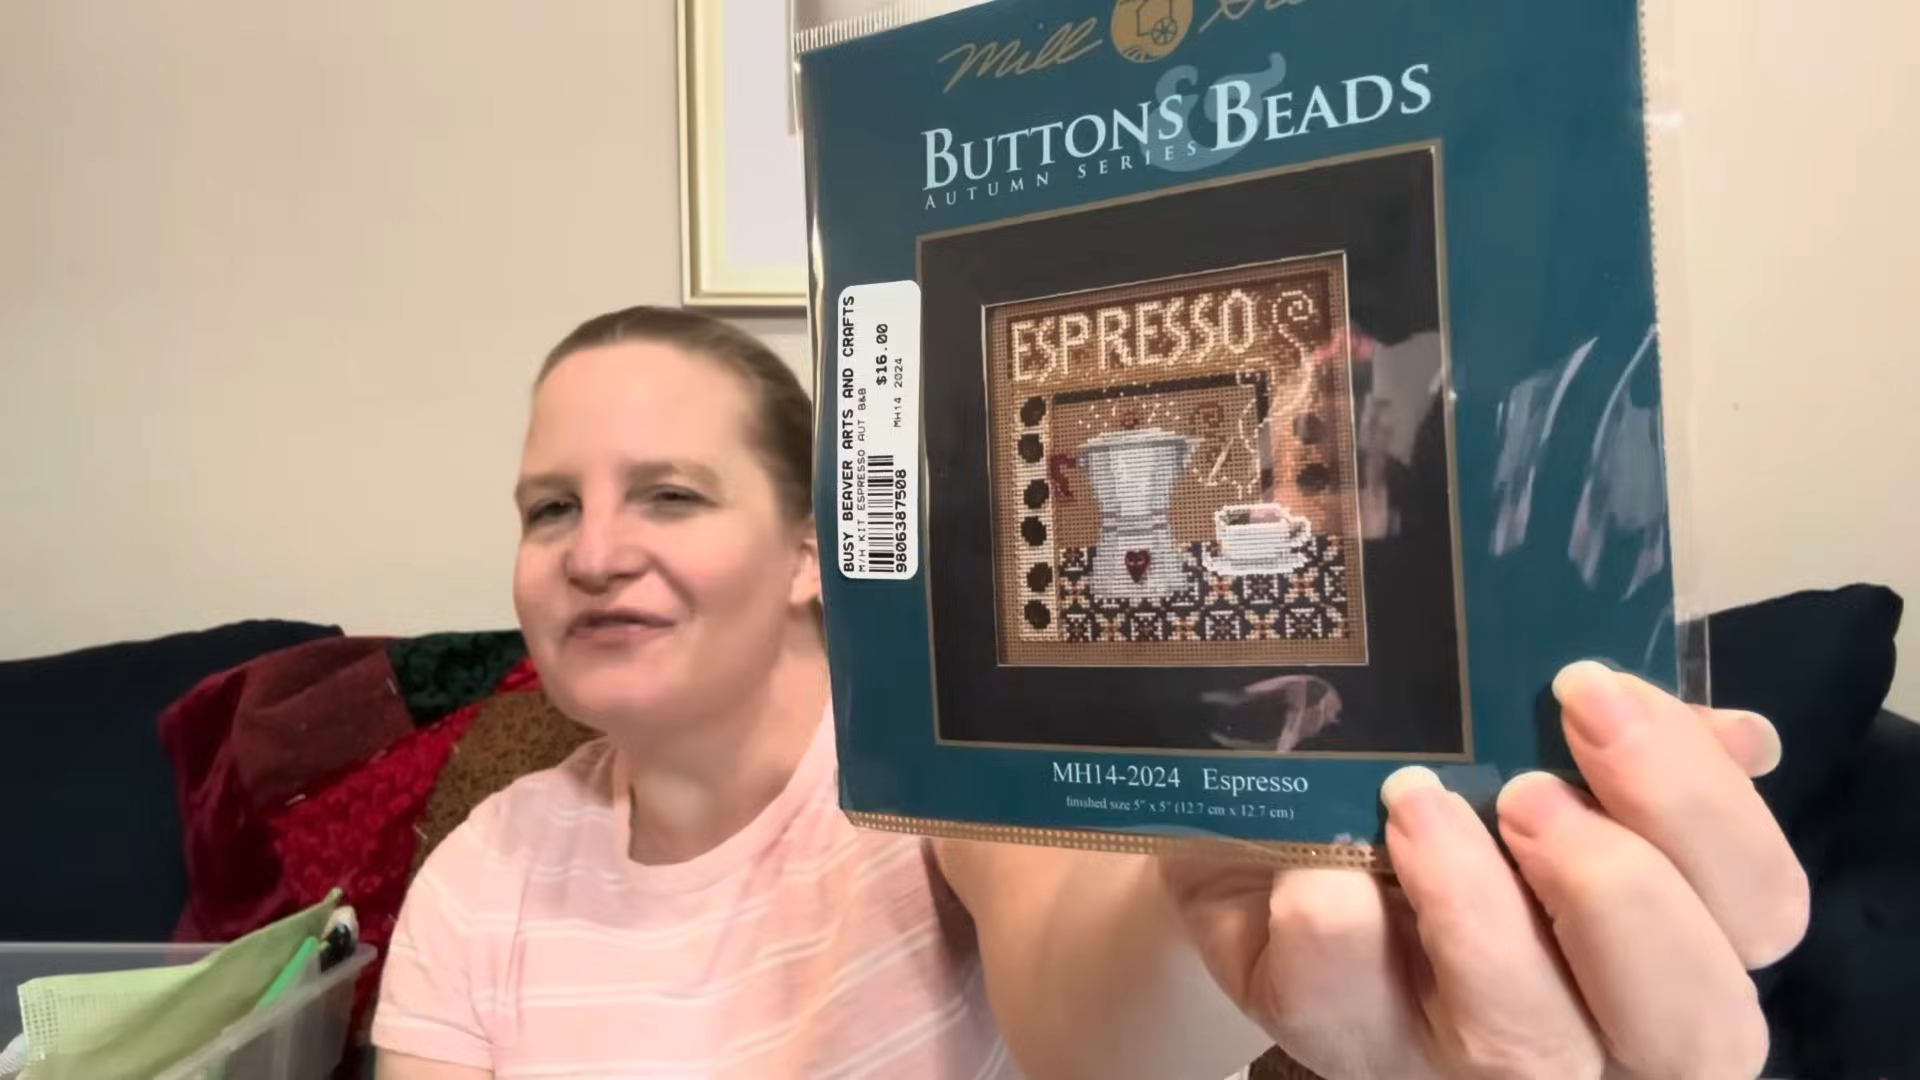 Mill
BUTTONS & BEADS
AUTUMN SERIES
ESPRESSO
BUSY BEAVER ARTS AND CRAFTS
M/H KIT ESPRESSO AUT B&B
$16.00
MH14 2024
9806387508
MH14-2024 Espresso
finished size 5" x 5" (12.7 cm x 12.7 cm)